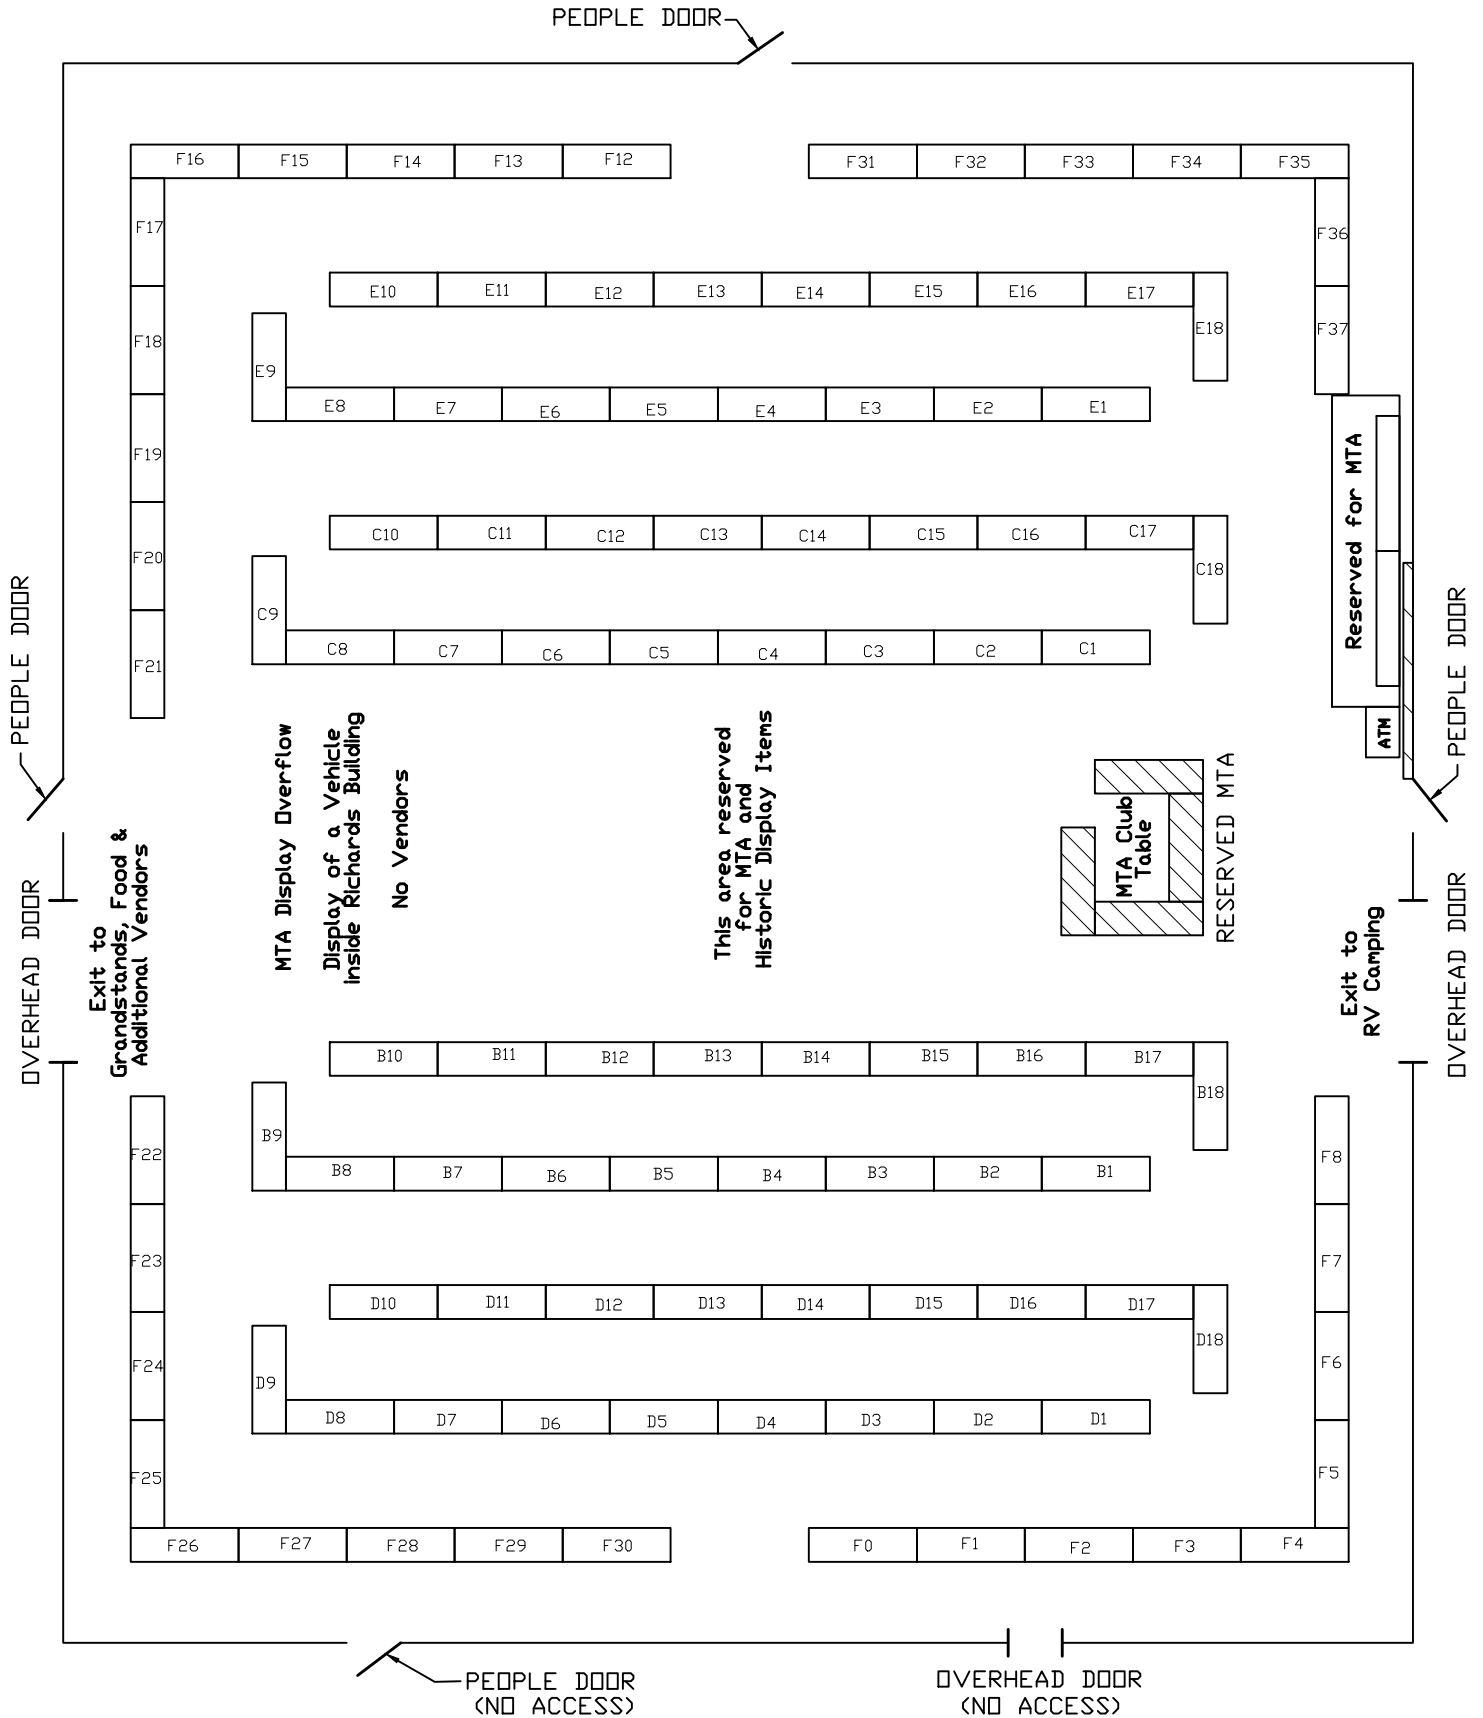 PEOPLE DOOR
F16
F15
F14
F13
F12
F31
F32
F33
F34
F35
F17
F36
E10
E11
E12
E13
E14
E15
E16
E17
F18
E18
F37
E9
E8
E7
E6
E5
E4
E3
E2
E1
F19
Reserved for MTA
C10
C11
C12
C13
C14
C15
C16
C17
F20
C18
C9
C8
C7
C6
C5
C4
C3
C2
C1
F21
PEOPLE DOOR
PEOPLE DOOR
ATM
MTA Display Overflow
Display of a Vehicle
inside Richards Building
No Vendors
This area reserved
for MTA and
Historic Display Items
MTA Club
Table
RESERVED MTA
OVERHEAD DOOR
Exit to
Grandstands, Food &
Additional Vendors
Exit to
RV Camping
OVERHEAD DOOR
B10
B11
B12
B13
B14
B15
B16
B17
B18
B9
B8
B7
B6
B5
B4
B3
B2
B1
F22
F8
F23
F7
D10
D11
D12
D13
D14
D15
D16
D17
D18
F24
F6
D9
D8
D7
D6
D5
D4
D3
D2
D1
F25
F5
F26
F27
F28
F29
F30
F0
F1
F2
F3
F4
PEOPLE DOOR
(NO ACCESS)
OVERHEAD DOOR
(NO ACCESS)